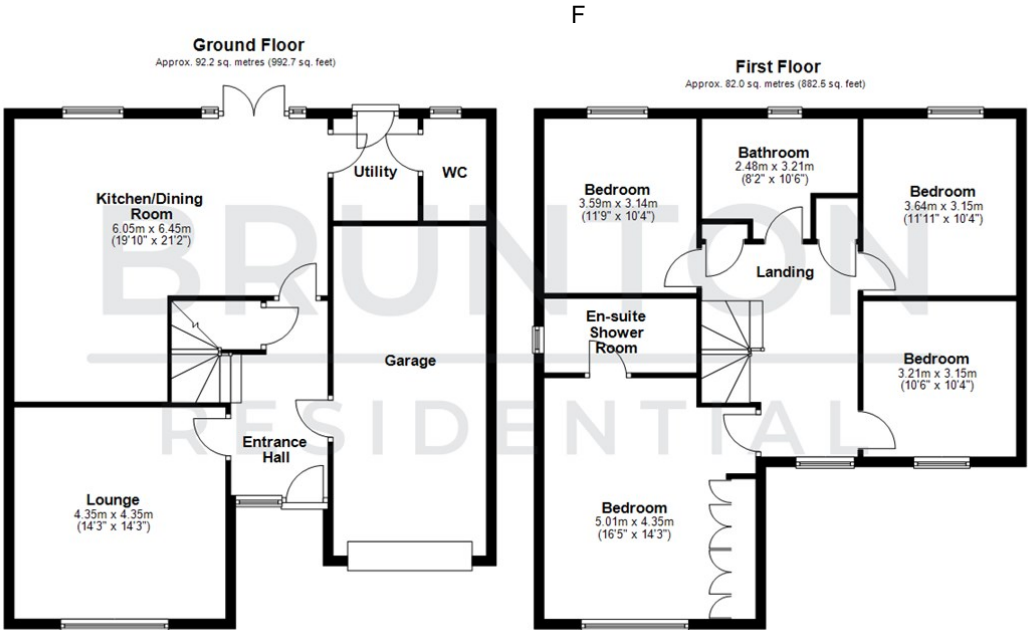 F
Ground Floor
Approx. 92.2 sq. metres (992.7 sq. feet)
Kitchen/Dining
Room
6.05m x 6.45m
(19'10" x 21'2")
Utility
WC
Garage
Entrance
Hall
Lounge
4.35m x 4.35m
(14'3" x 14'3")
First Floor
Approx. 82.0 sq. metres (882.6 sq. feet)
Bedroom
3.59m x 3.14m
(11'9" x 10'4")
Bathroom
2.48m x 3.21m
(8'2" x 10'6")
Bedroom
3.64m x 3.15m
(11'11" x 10'4")
Landing
En-suite
Shower
Room
Bedroom
3.21m x 3.15m
(10'6" x 10'4")
Bedroom
5.01m x 4.35m
(16'5" x 14'3")
BRUNTON
RESIDENTIAL